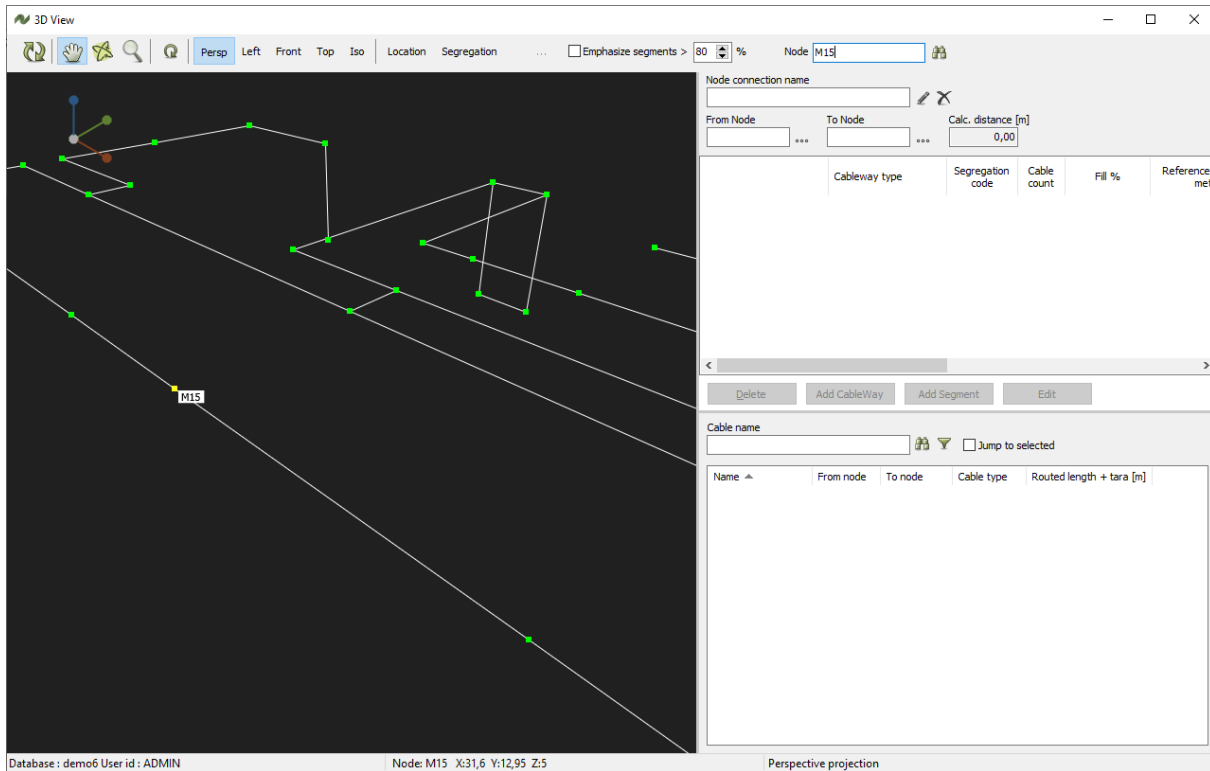 3D View
Persp Left Front Top Iso Location Segregation ... Emphasize segments > 80 % Node M15
Node connection name
From Node To Node Calc. distance [m]
... ... 0,00
Cableway type Segregation code Cable count Fill % Reference met
Delete Add CableWay Add Segment Edit
M15
Cable name
Jump to selected
Name From node To node Cable type Routed length + tara [m]
Database : demo6 User id : ADMIN Node: M15 X:31,6 Y:12,95 Z:5 Perspective projection